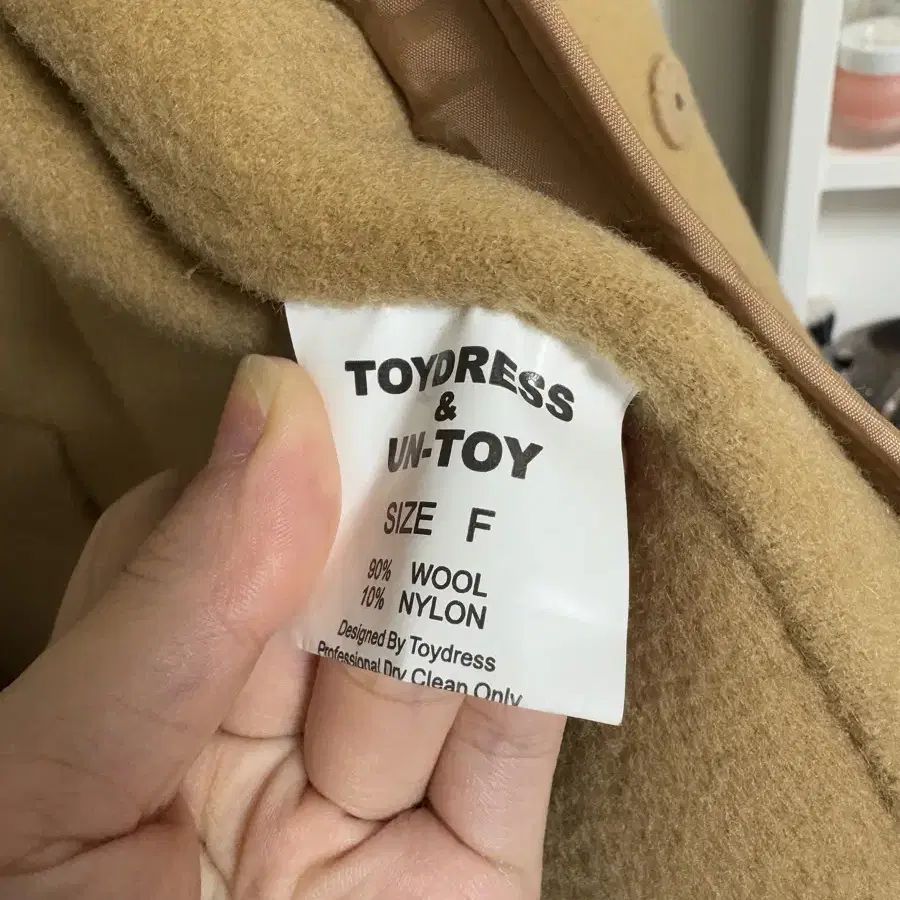 TOYDRESS
&
UN-TOY
SIZE F
90% WOOL
10% NYLON
Designed By Toydress
Professional Dry Clean Only